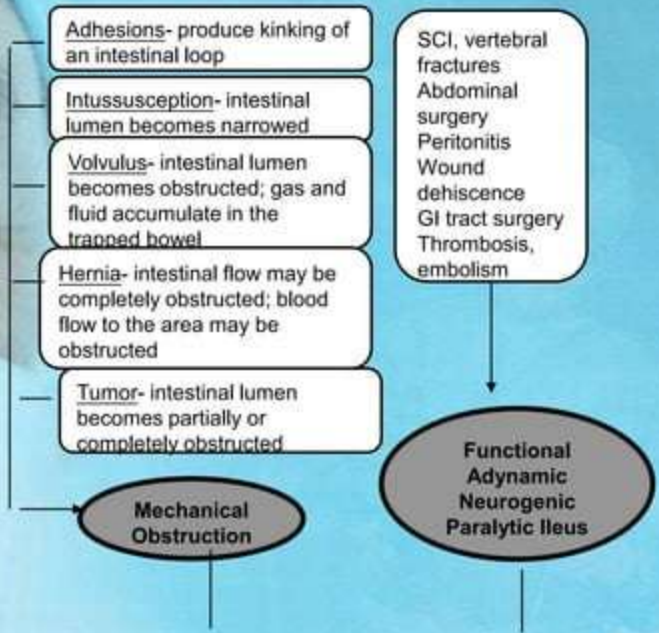 Adhesions- produce kinking of
an intestinal loop
Intussusception- intestinal
lumen becomes narrowed
Volvulus- intestinal lumen
becomes obstructed; gas and
fluid accumulate in the
trapped bowel
Hernia- intestinal flow may be
completely obstructed; blood
flow to the area may be
obstructed
Tumor- intestinal lumen
becomes partially or
completely obstructed
Mechanical
Obstruction
SCI, vertebral
fractures
Abdominal
surgery
Peritonitis
Wound
dehiscence
GI tract surgery
Thrombosis,
embolism
Functional
Adynamic
Neurogenic
Paralytic Ileus